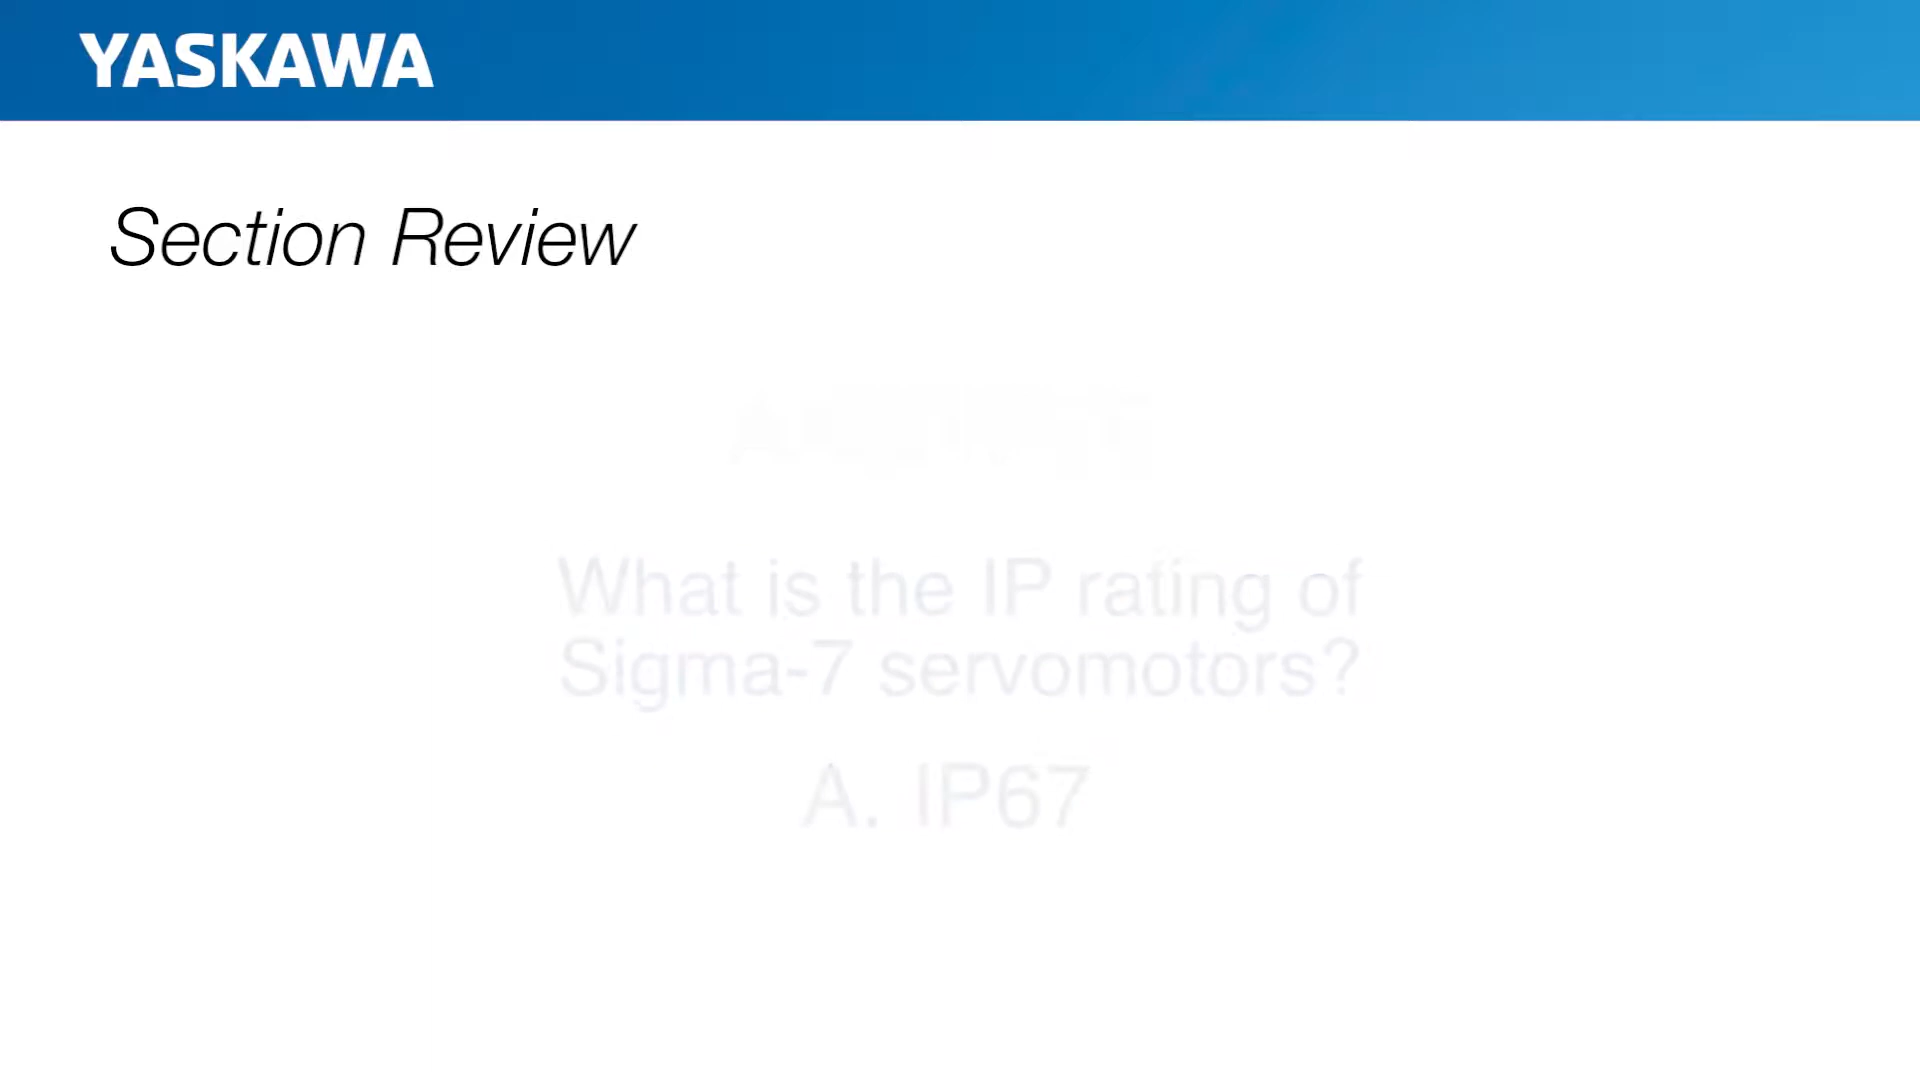 YASKAWA
Section Review
What is the IP rating of
Sigma-7 servomotors?
A. IP67